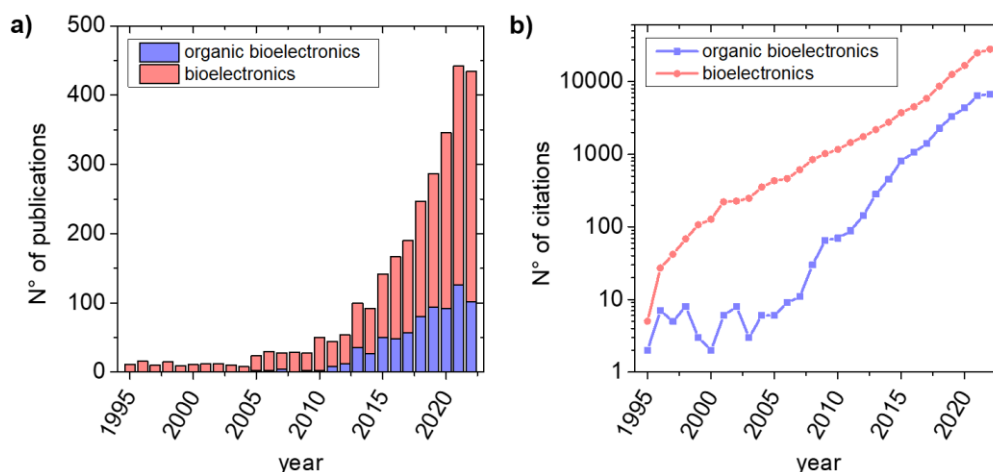 a)
organic bioelectronics
bioelectronics
500
400
300
200
100
0
N° of publications
1995
2000
2005
2010
2015
2020
year
b)
organic bioelectronics
bioelectronics
10000
1000
100
10
1
N° of citations
1995
2000
2005
2010
2015
2020
year